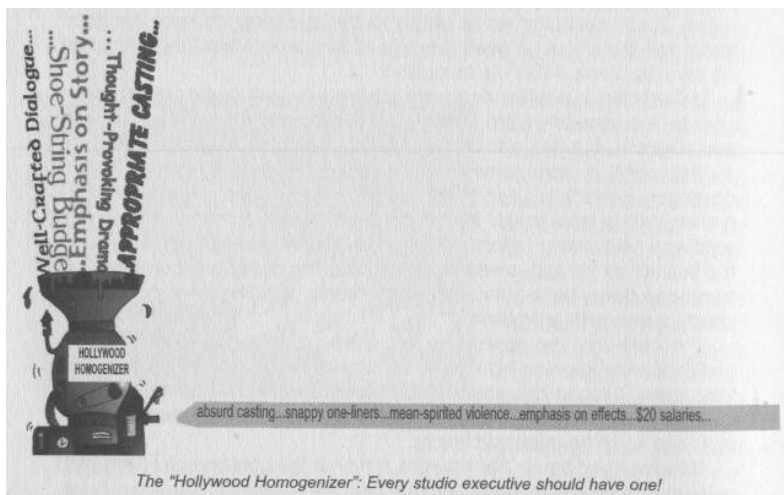 Well-Crafted Dialogue...
...Shoe-String Budge
...Emphasis on Story...
....Thought-Provoking Drama
..APPROPRIATE CASTING...
HOLLYWOOD
HOMOGENIZER
absurd casting...snappy one-liners...mean-spirited violence...emphasis on effects...$20 salaries...
The "Hollywood Homogenizer": Every studio executive should have one!